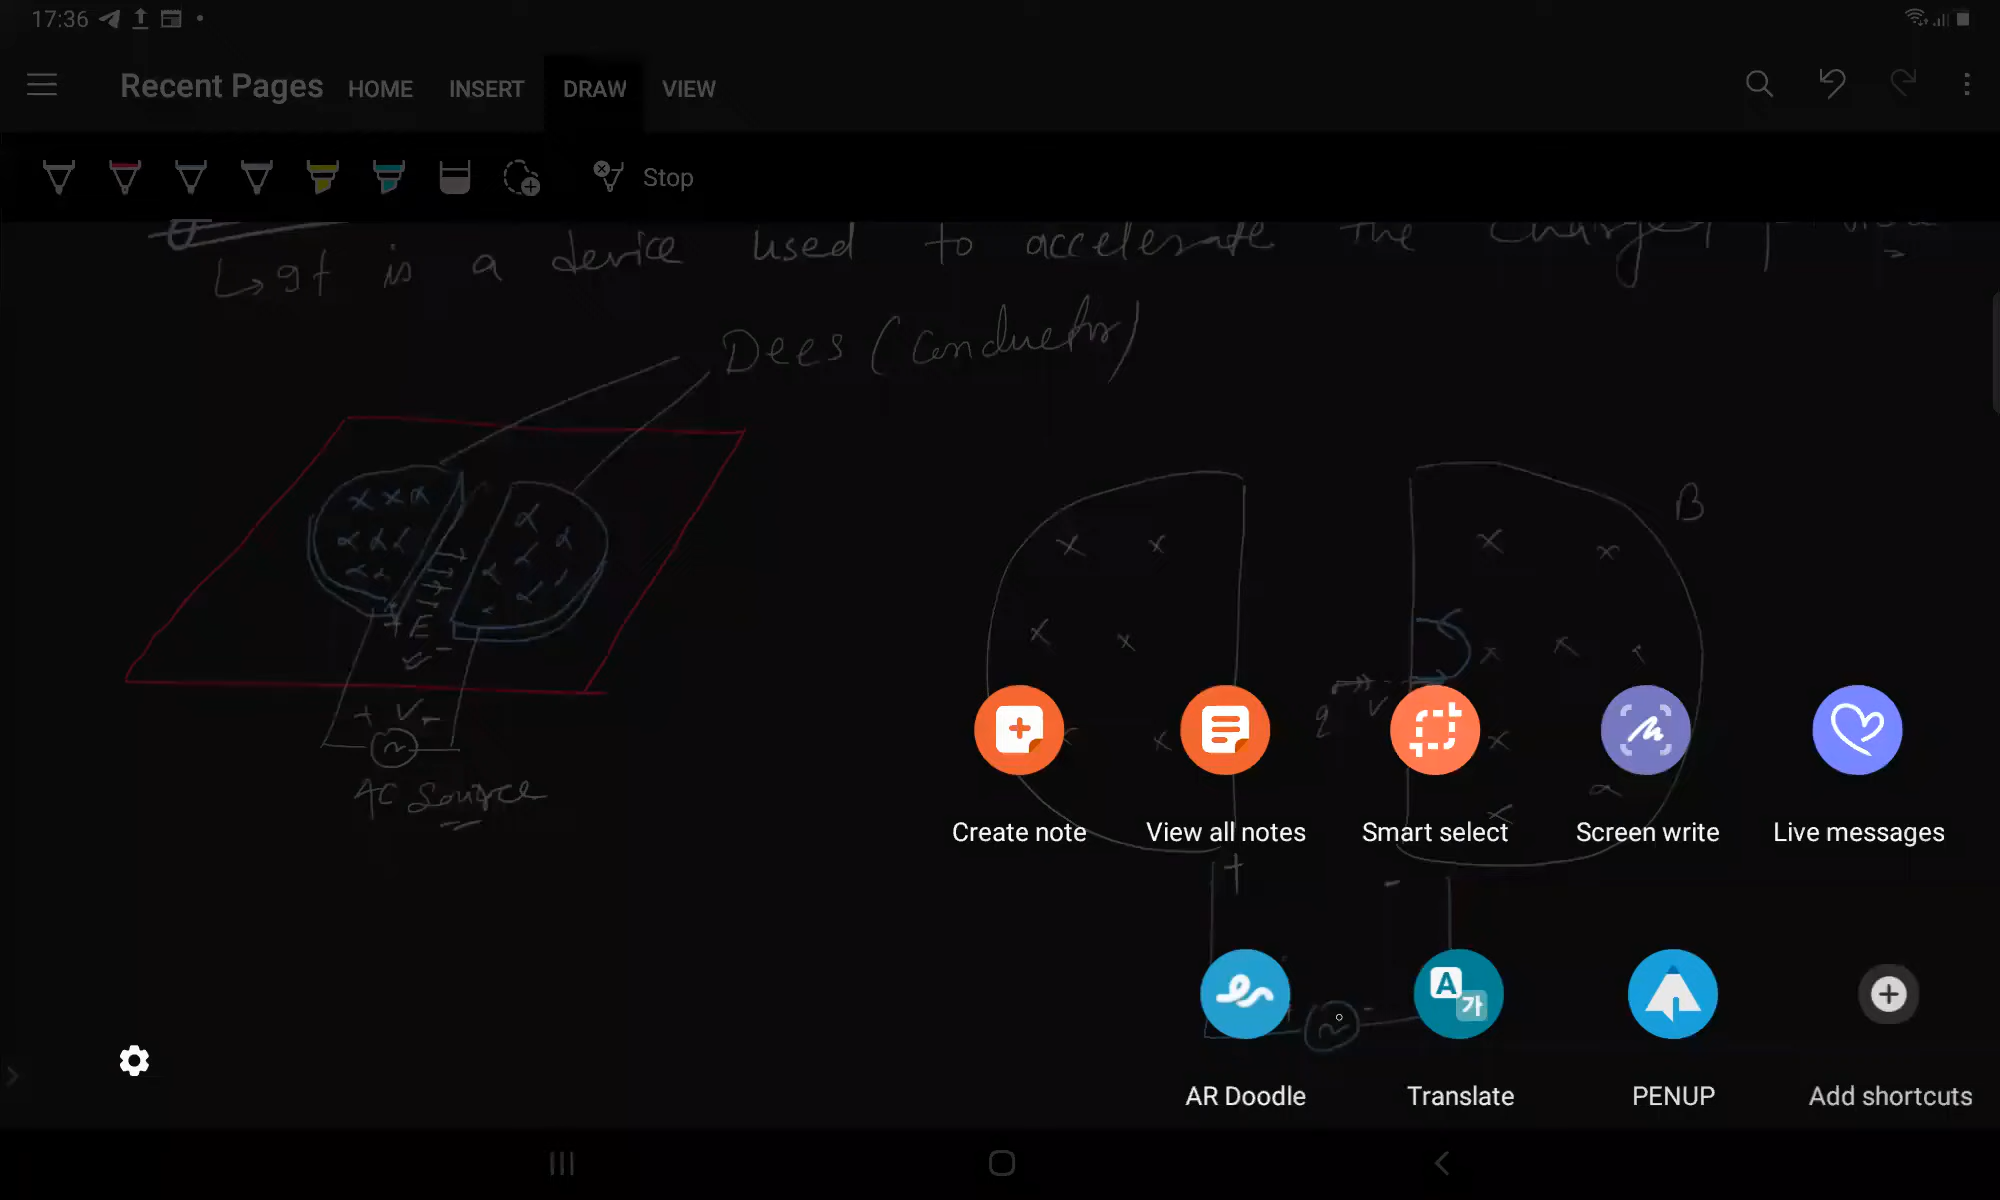 17:36
Recent Pages HOME INSERT DRAW VIEW
Stop
↳ It is a device used to accelerate the
Dees (Conductor)
B
x x
x x x
x x
E
+ V -
AC Source
q v
+ -
Create note View all notes Smart select Screen write Live messages
AR Doodle Translate PENUP Add shortcuts